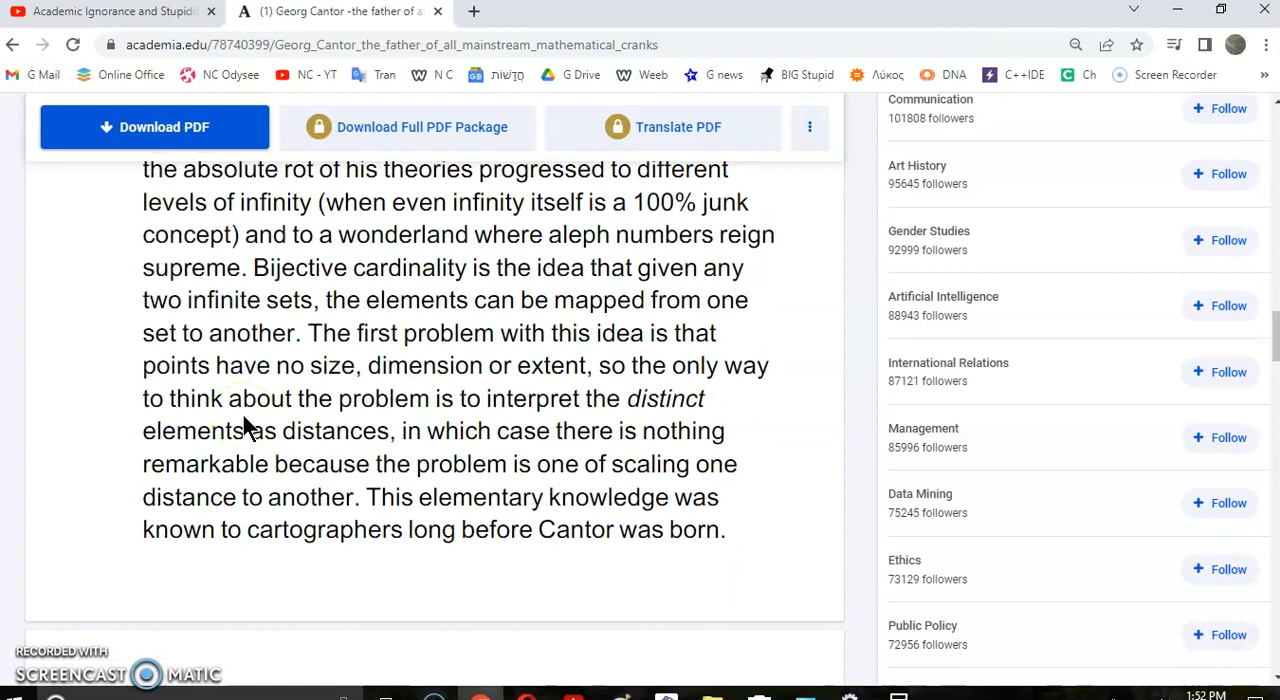 Academic Ignorance and Stupidi
(1) Georg Cantor -the father of a
academia.edu/78740399/Georg_Cantor_the_father_of_all_mainstream_mathematical_cranks
G Mail
Online Office
NC Odysee
NC - YT
Tran
N C
חֲדָשׁוֹת
G Drive
Weeb
G news
BIG Stupid
Λύκος
DNA
C++IDE
Ch
Screen Recorder
Download PDF
Download Full PDF Package
Translate PDF
the absolute rot of his theories progressed to different
levels of infinity (when even infinity itself is a 100% junk
concept) and to a wonderland where aleph numbers reign
supreme. Bijective cardinality is the idea that given any
two infinite sets, the elements can be mapped from one
set to another. The first problem with this idea is that
points have no size, dimension or extent, so the only way
to think about the problem is to interpret the distinct
elements as distances, in which case there is nothing
remarkable because the problem is one of scaling one
distance to another. This elementary knowledge was
known to cartographers long before Cantor was born.
Communication
101808 followers
+ Follow
Art History
95645 followers
+ Follow
Gender Studies
92999 followers
+ Follow
Artificial Intelligence
88943 followers
+ Follow
International Relations
87121 followers
+ Follow
Management
85996 followers
+ Follow
Data Mining
75245 followers
+ Follow
Ethics
73129 followers
+ Follow
Public Policy
72956 followers
+ Follow
RECORDED WITH
SCREENCAST MATIC
1:52 PM